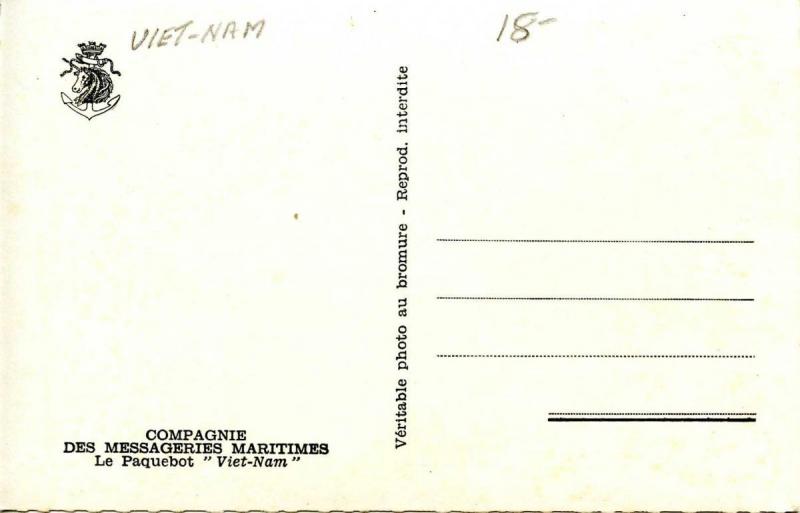 VIET-NAM
18-
Véritable photo au bromure - Reprod. interdite
COMPAGNIE
DES MESSAGERIES MARITIMES
Le Paquebot " Viet-Nam "